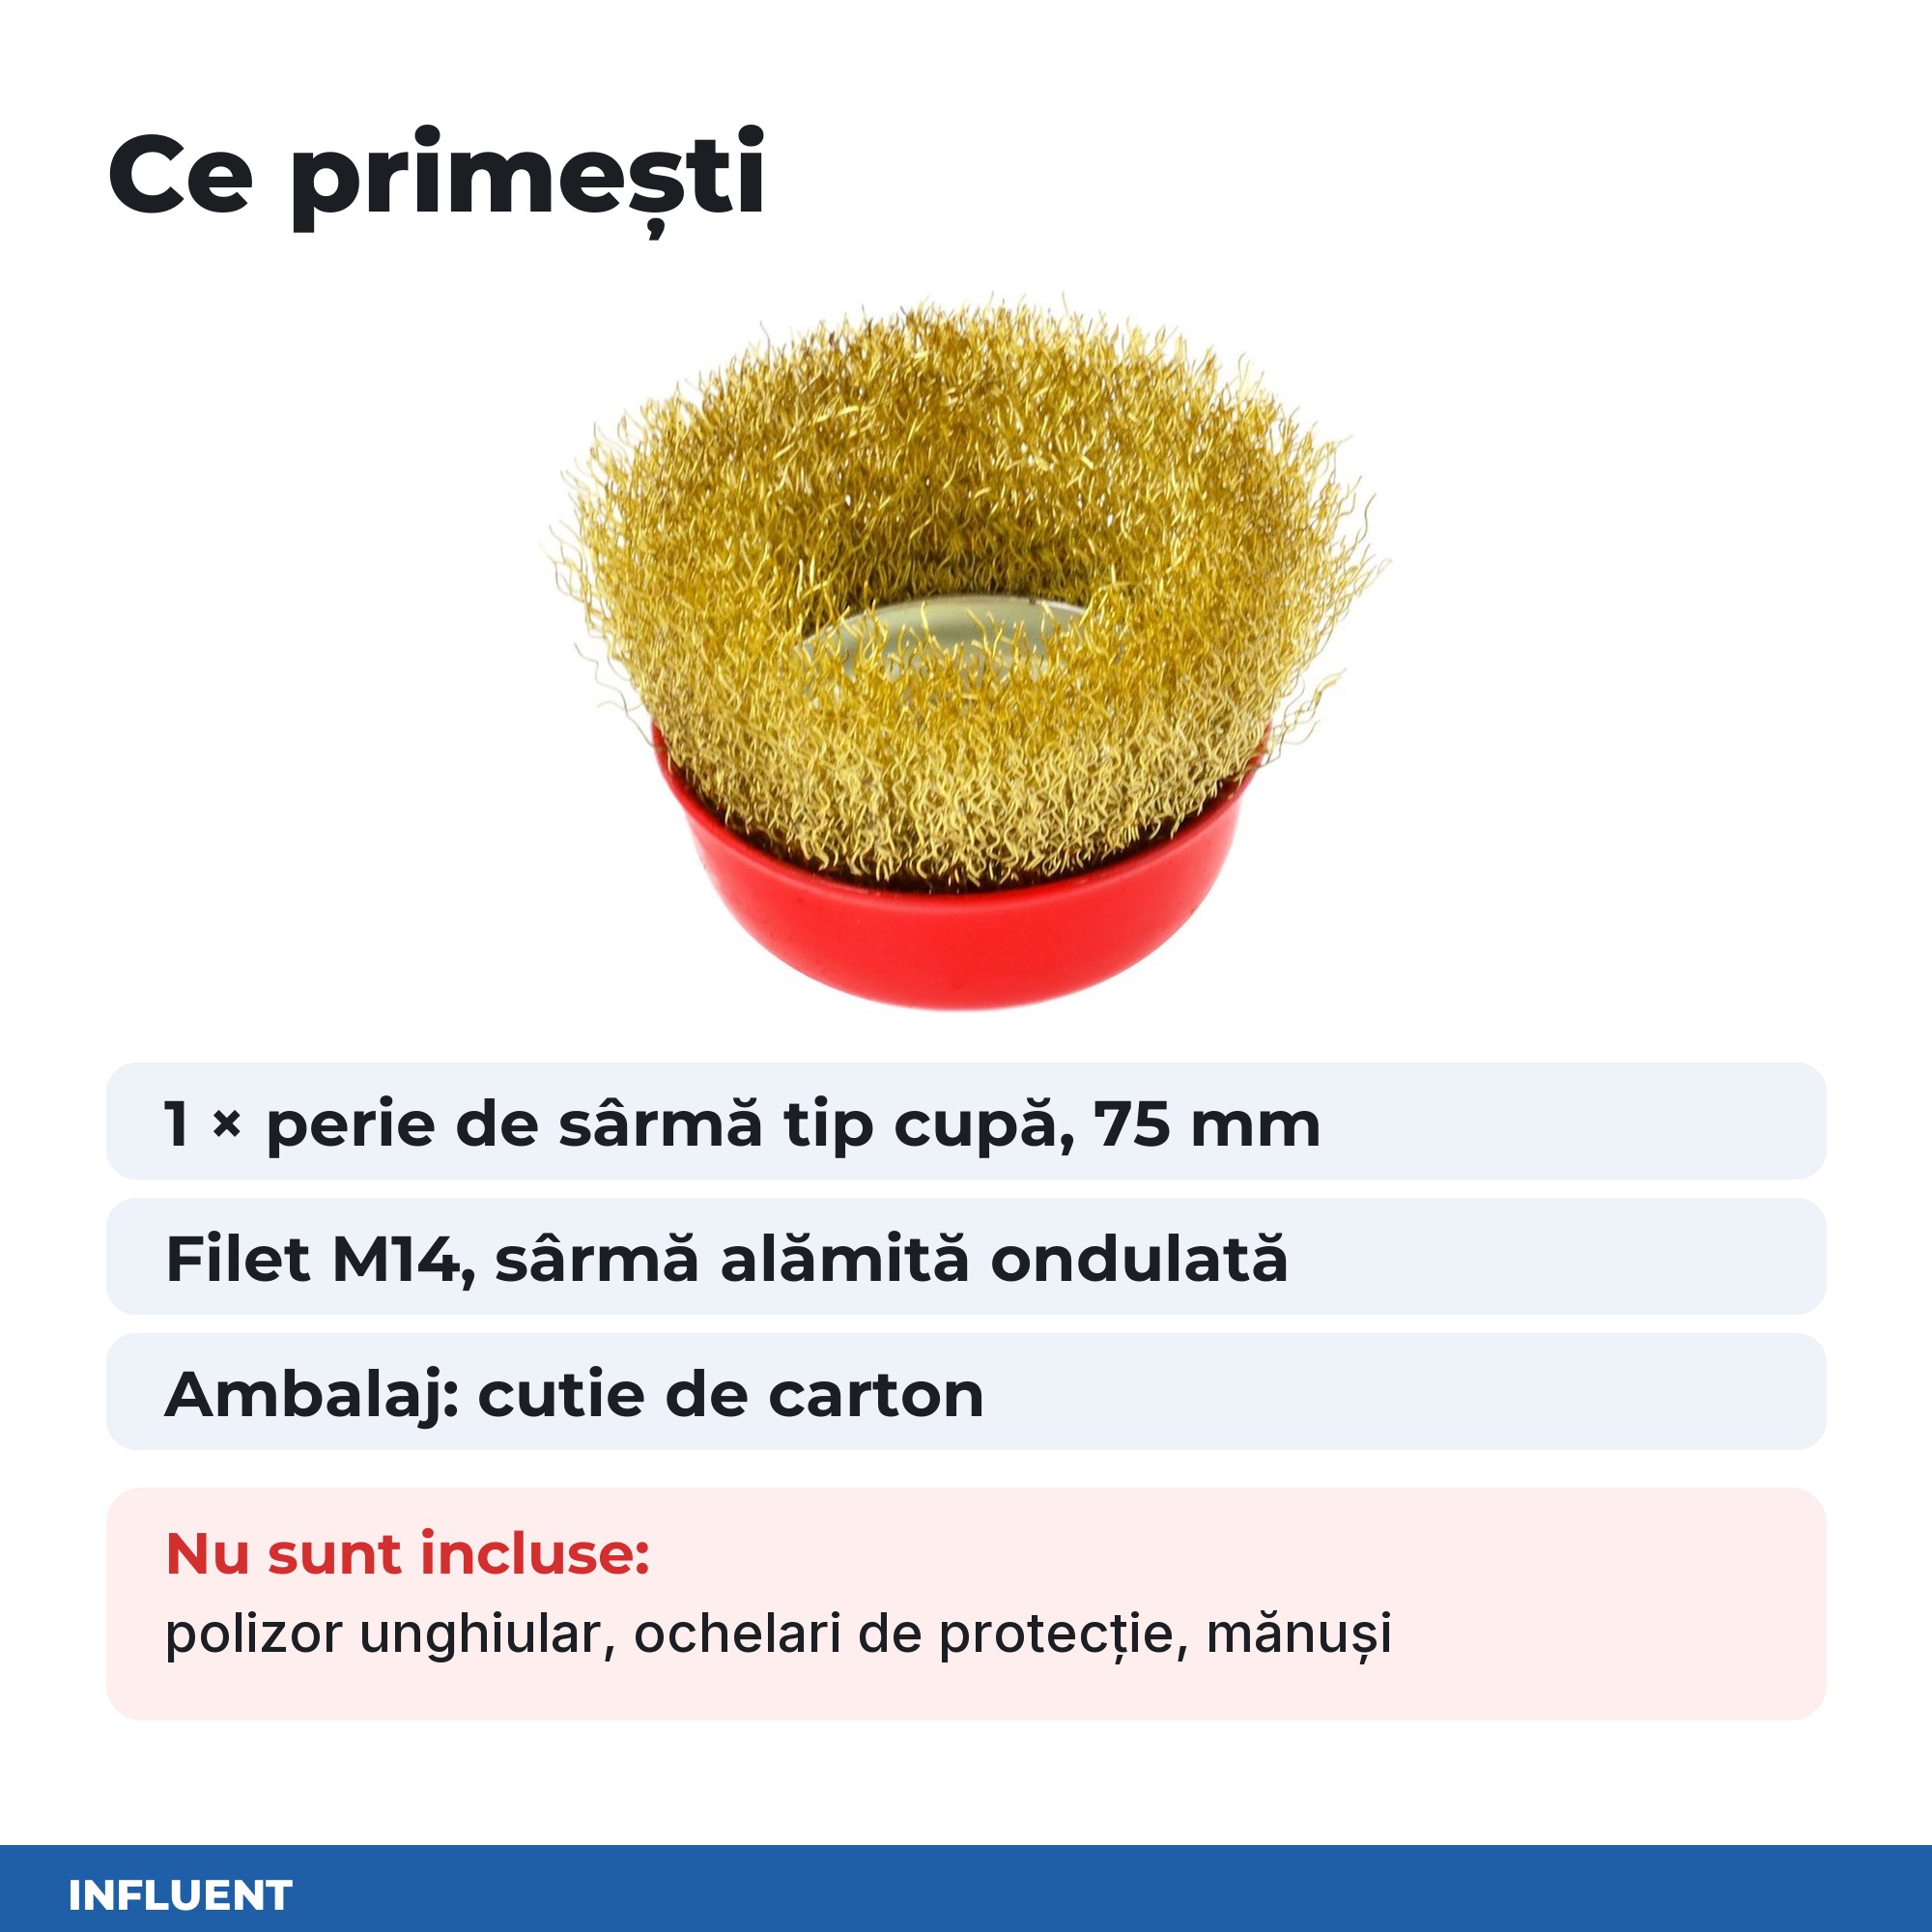 Ce primești
1 × perie de sârmă tip cupă, 75 mm
Filet M14, sârmă alămită ondulată
Ambalaj: cutie de carton
Nu sunt incluse:
polizor unghiular, ochelari de protecție, mănuși
INFLUENT